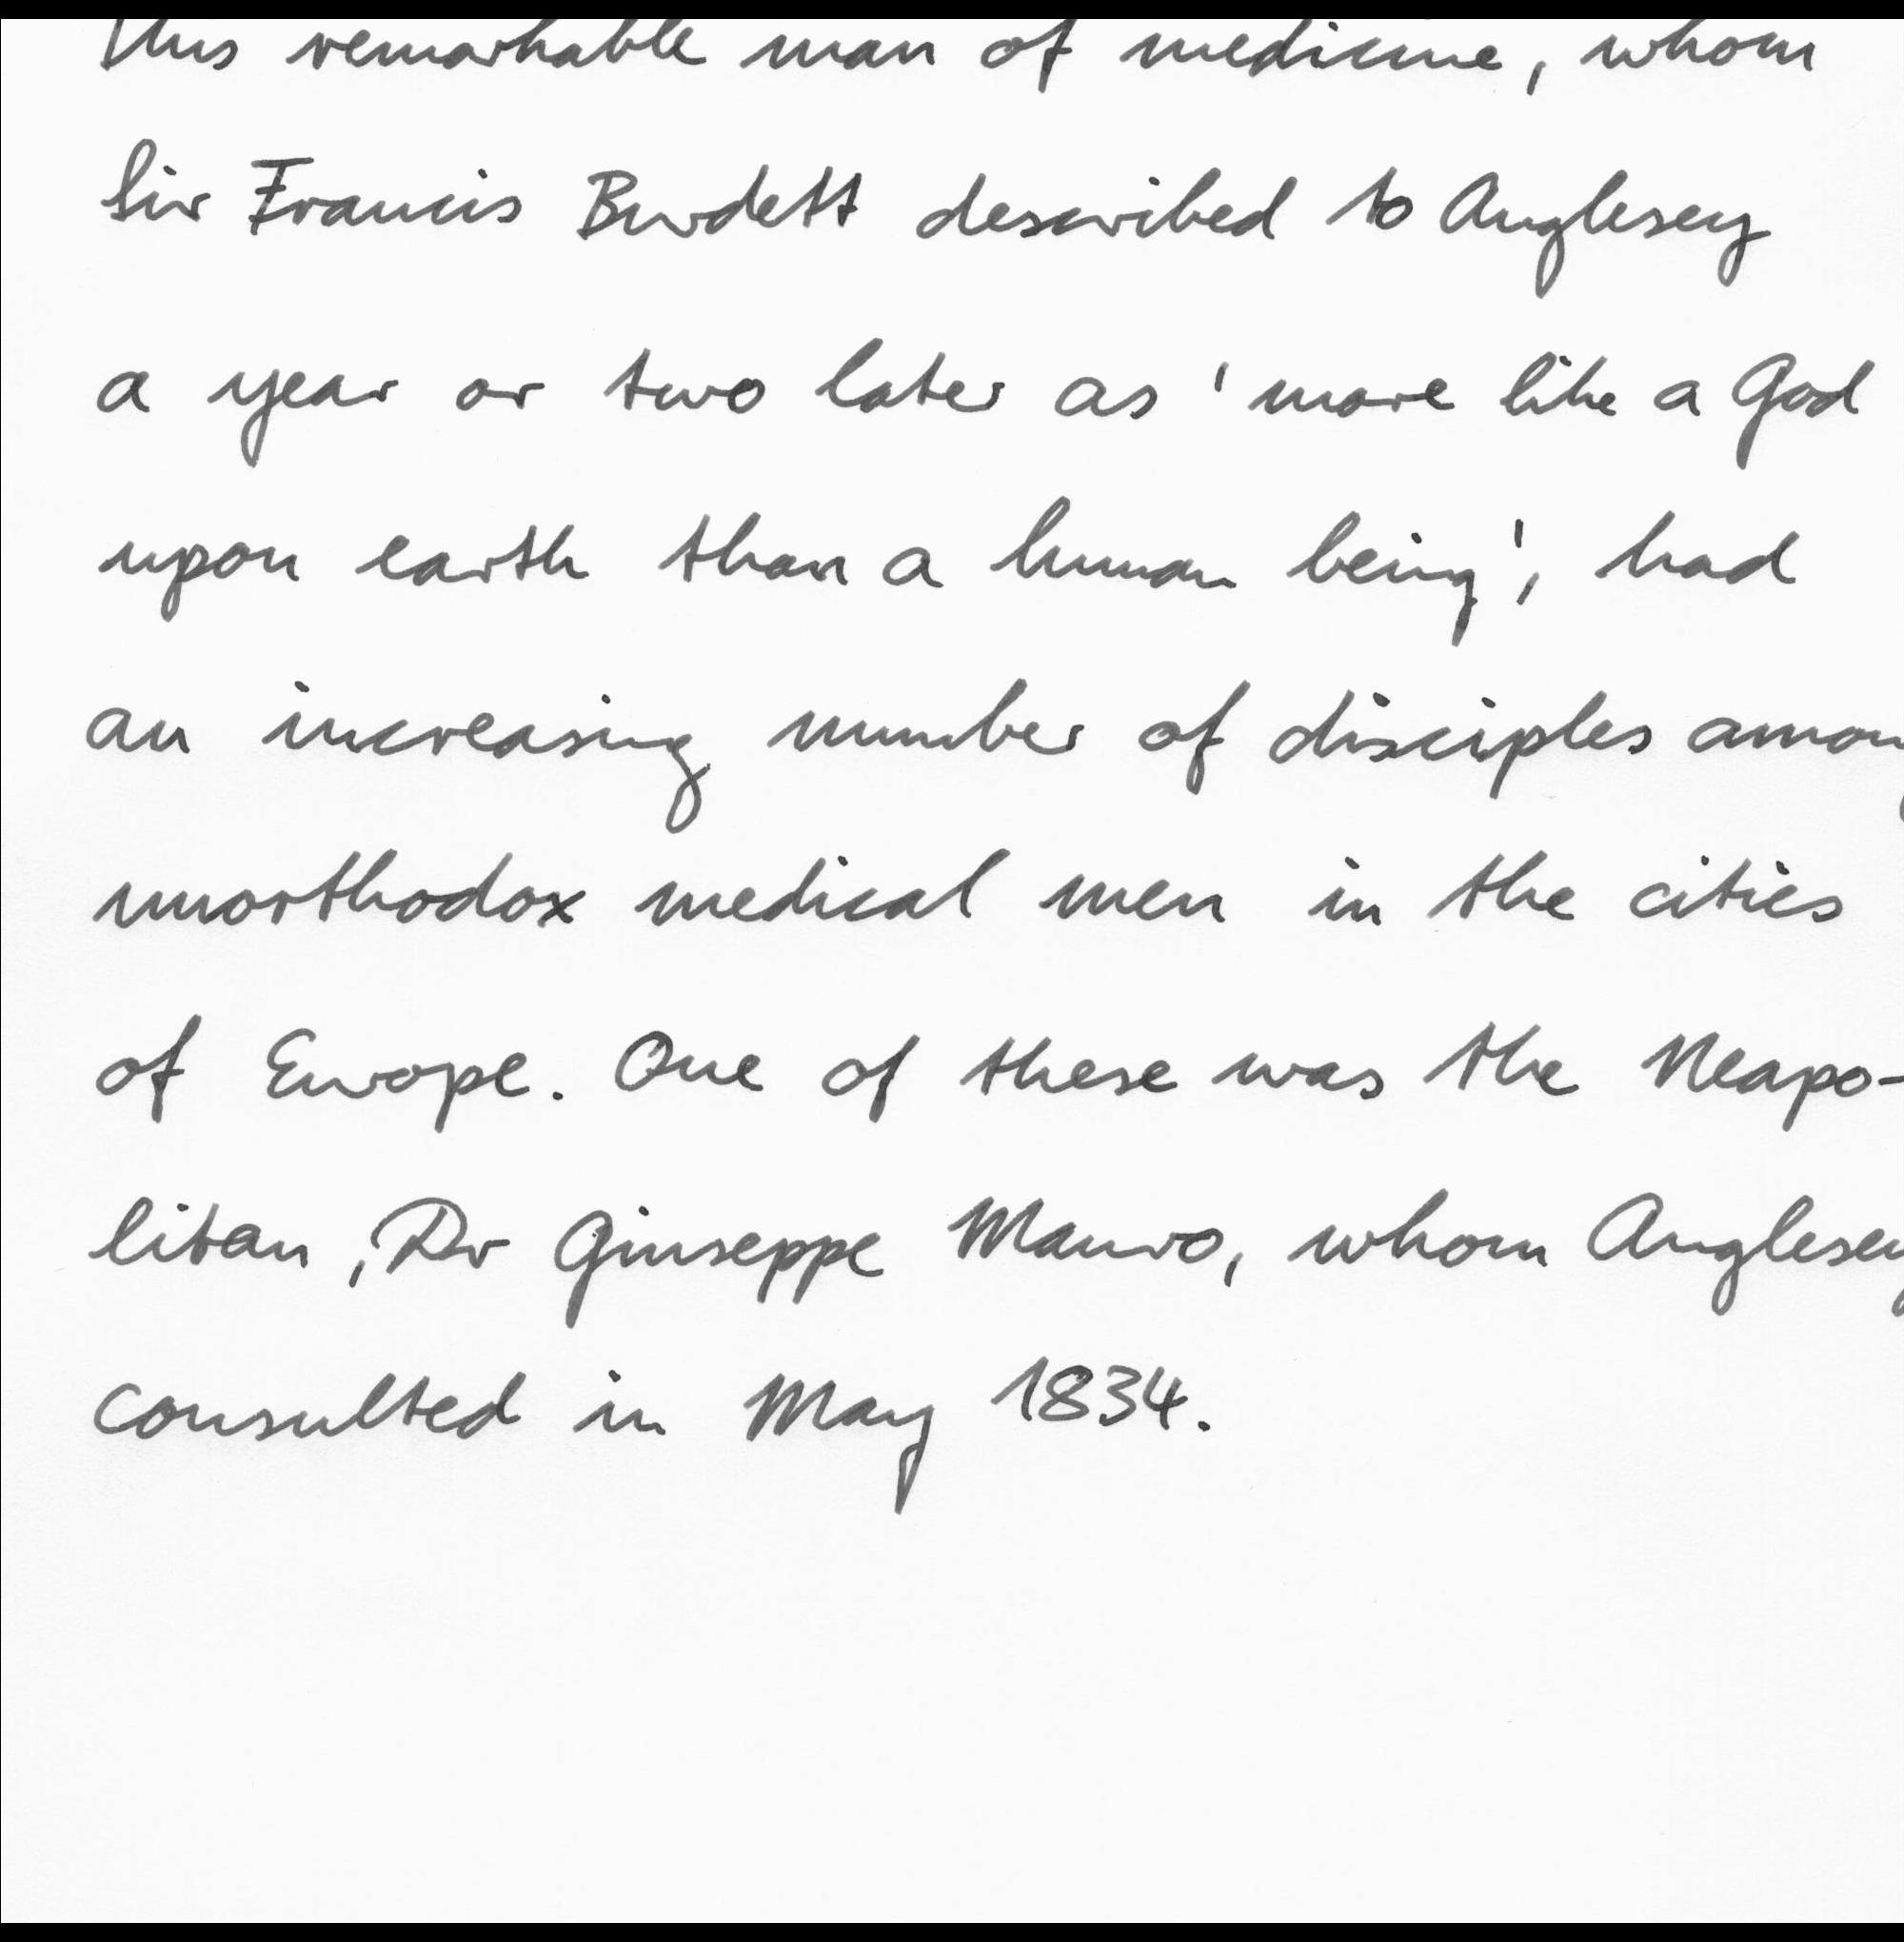 This remarkable man of medicine, whom
Sir Francis Burdett described to Anglesey
a year or two later as 'more like a God
upon earth than a human being', had
an increasing number of disciples among
unorthodox medical men in the cities
of Europe. One of these was the Neapo-
litan, Dr Giuseppe Mauro, whom Anglesey
consulted in May 1834.